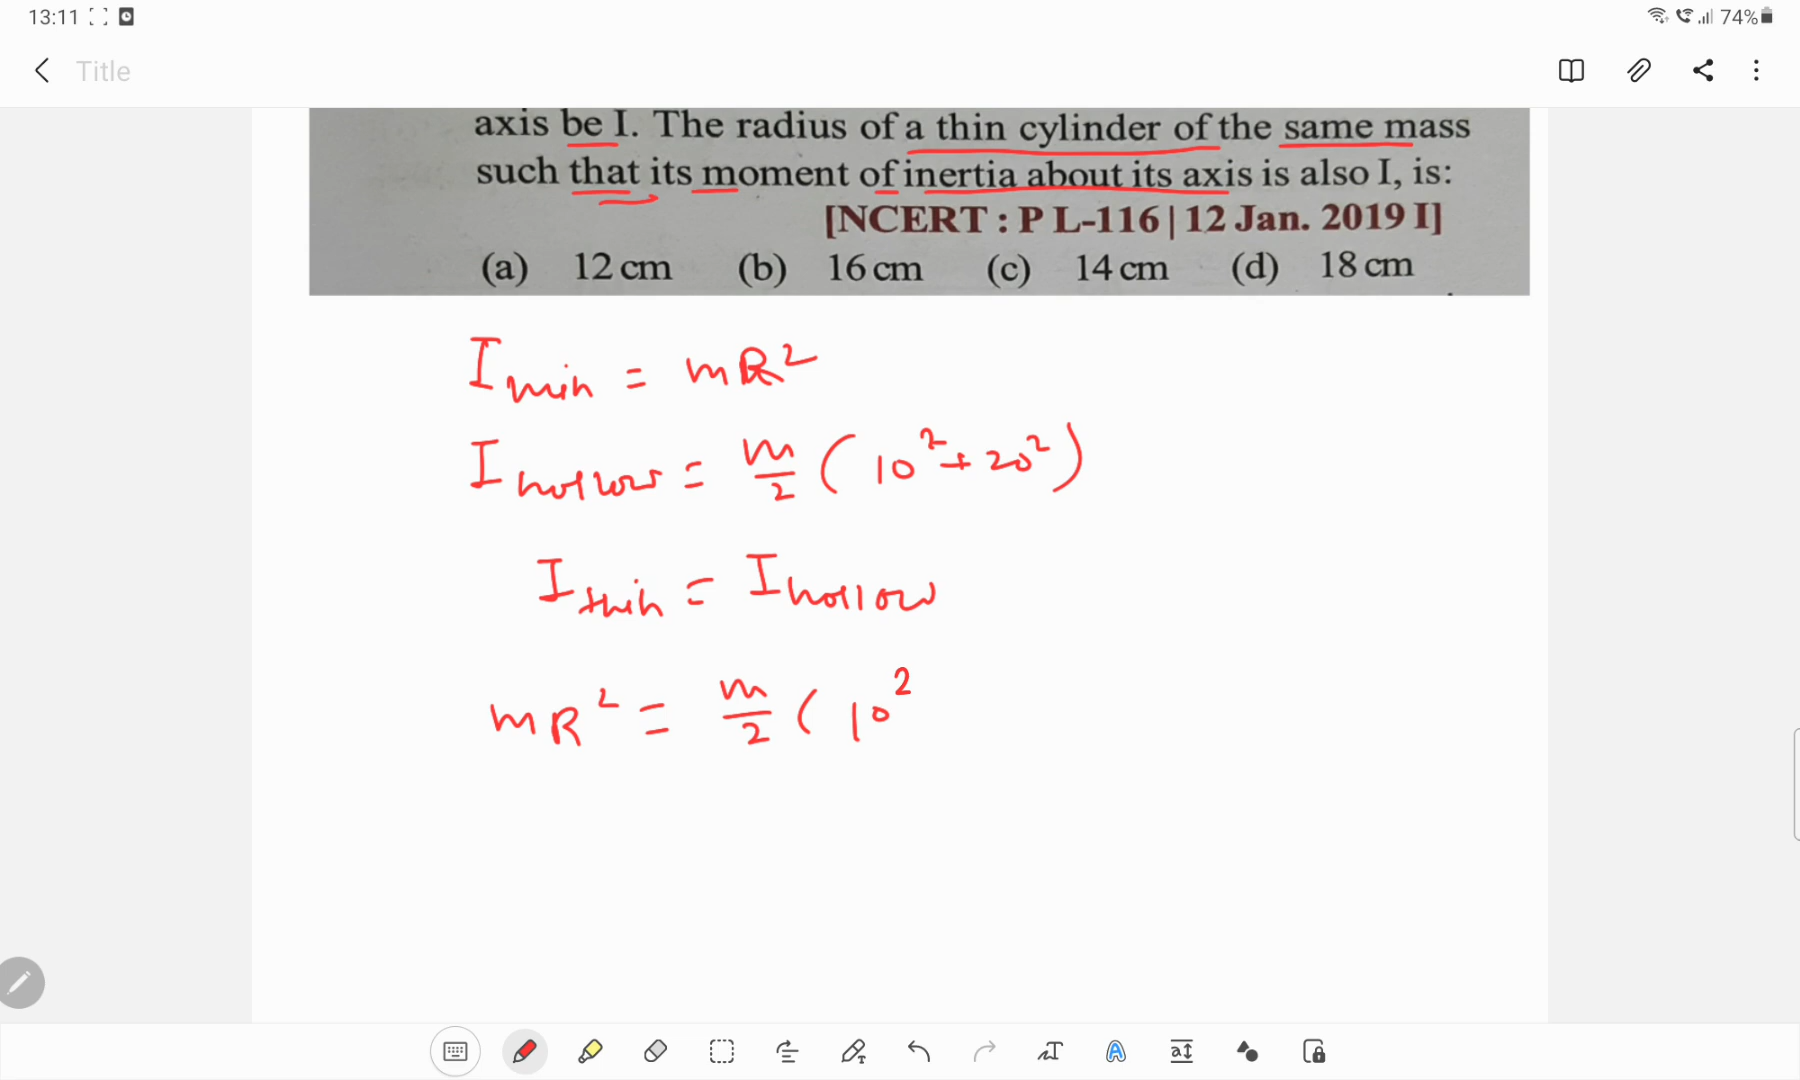 13:11
74%
Title
axis be I. The radius of a thin cylinder of the same mass
such that its moment of inertia about its axis is also I, is:
[NCERT : P L-116 | 12 Jan. 2019 I]
(a) 12 cm (b) 16 cm (c) 14 cm (d) 18 cm
I min = mR²
I hollow = m/2 (10² + 20²)
I thin = I hollow
mR² = m/2 (10²